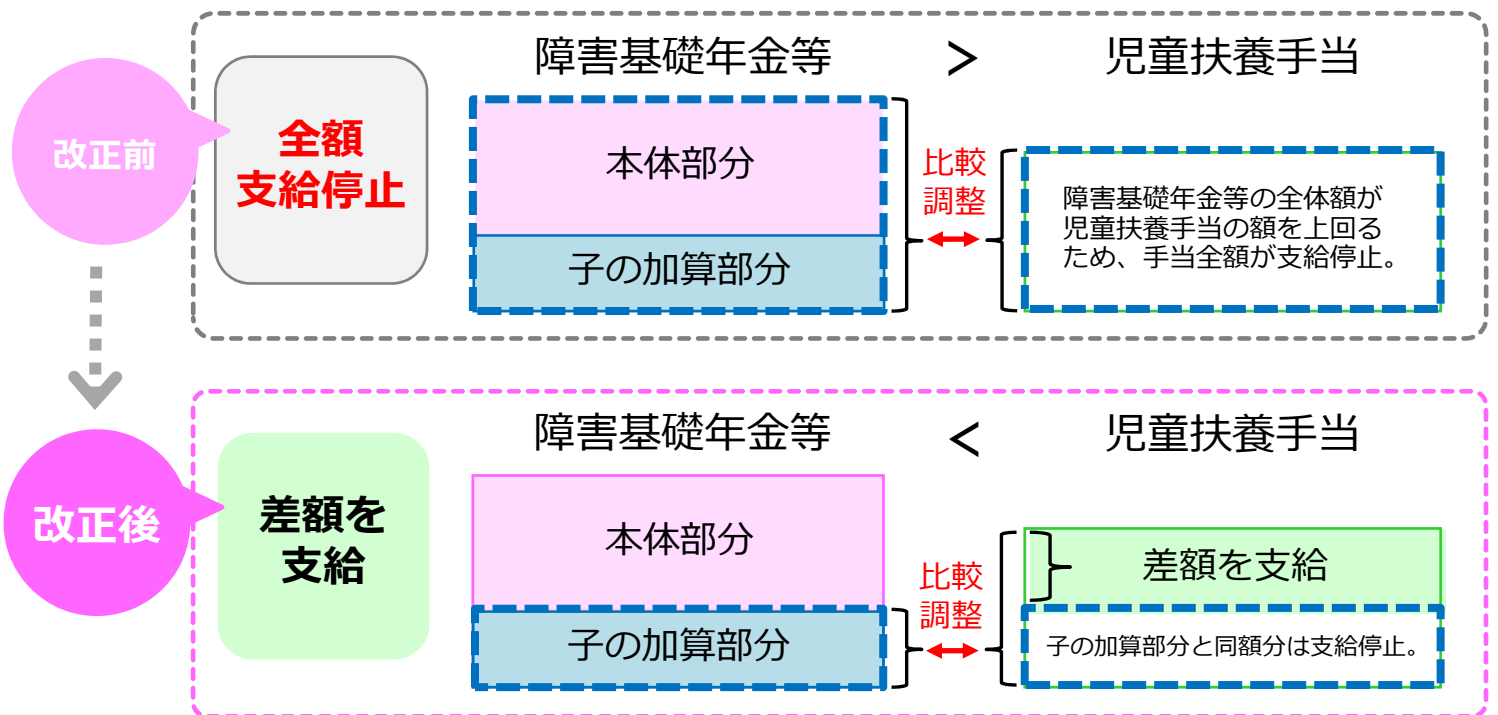 障害基礎年金等 > 児童扶養手当
改正前
全額
支給停止
本体部分
子の加算部分
比較
調整
障害基礎年金等の全体額が
児童扶養手当の額を上回る
ため、手当全額が支給停止。
障害基礎年金等 < 児童扶養手当
改正後
差額を
支給
本体部分
子の加算部分
比較
調整
差額を支給
子の加算部分と同額分は支給停止。